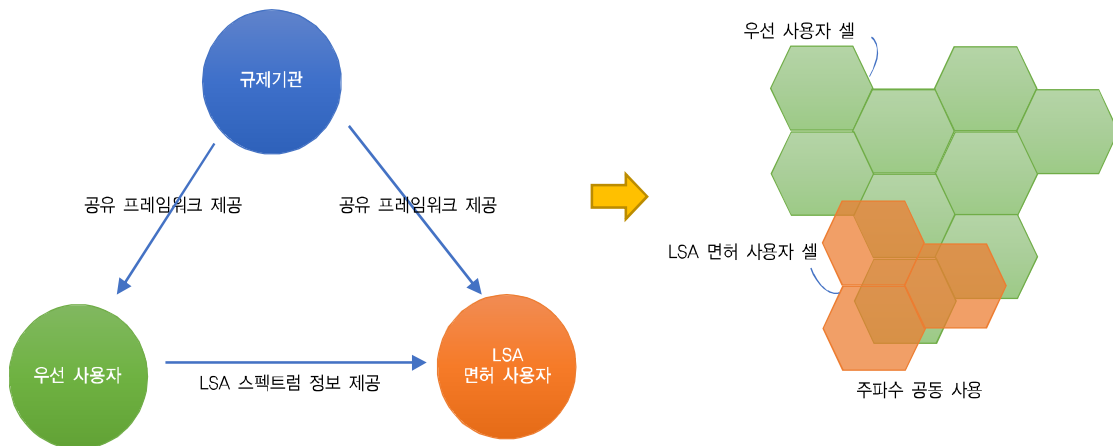 규제기관
공유 프레임워크 제공
공유 프레임워크 제공
우선 사용자
LSA 스펙트럼 정보 제공
LSA
면허 사용자
우선 사용자 셀
LSA 면허 사용자 셀
주파수 공동 사용